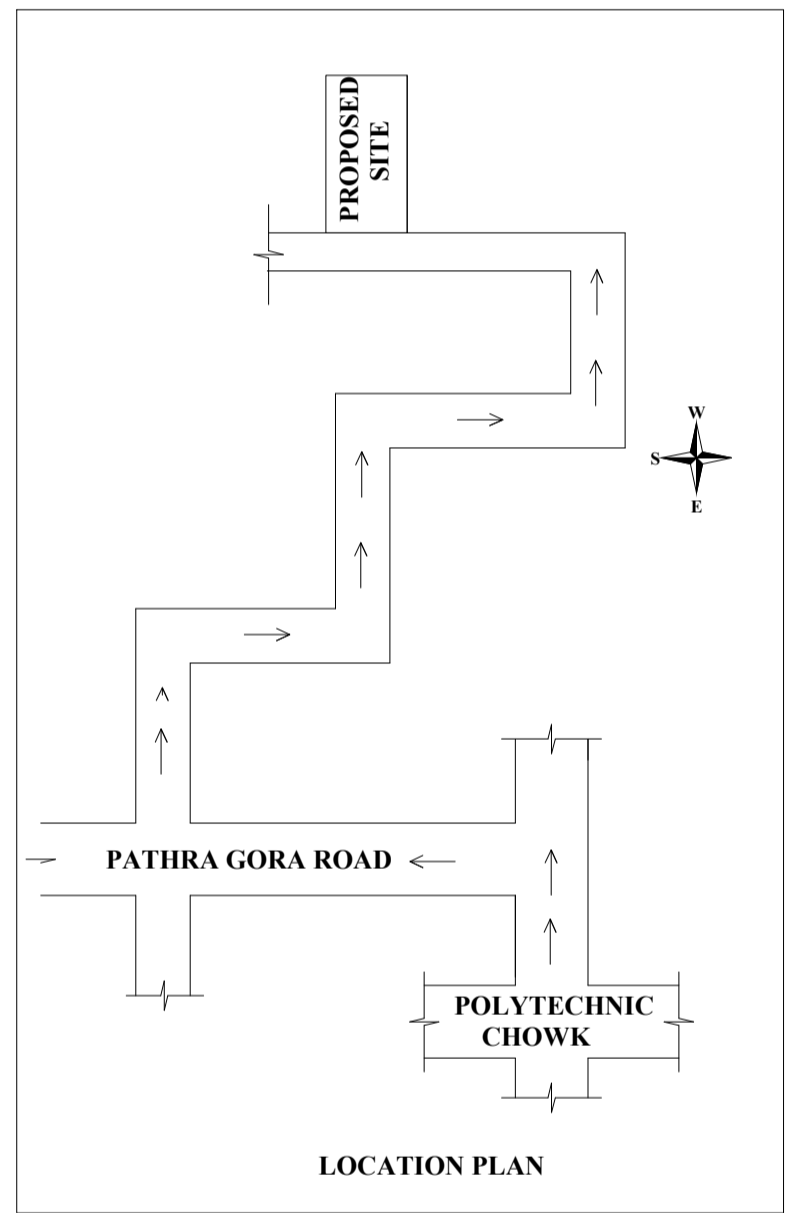 PROPOSED
SITE
W
S
E
PATHRA GORA ROAD
POLYTECHNIC
CHOWK
LOCATION PLAN